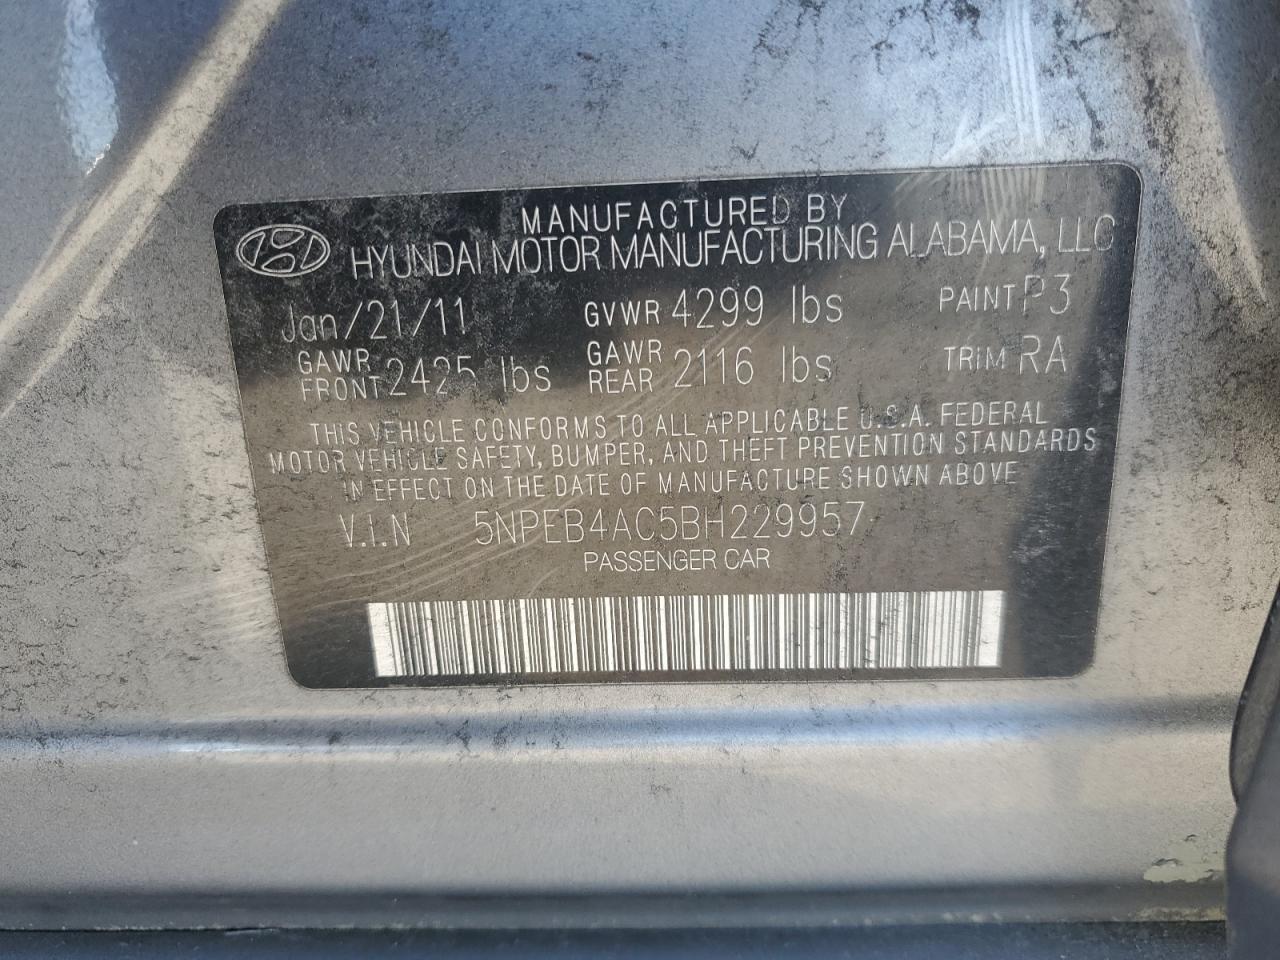 MANUFACTURED BY
HYUNDAI MOTOR MANUFACTURING ALABAMA, LLC
Jan/21/11 GVWR 4299 lbs PAINT P3
GAWR FRONT 2425 lbs GAWR REAR 2116 lbs TRIM RA
THIS VEHICLE CONFORMS TO ALL APPLICABLE U.S.A. FEDERAL
MOTOR VEHICLE SAFETY, BUMPER, AND THEFT PREVENTION STANDARDS
IN EFFECT ON THE DATE OF MANUFACTURE SHOWN ABOVE
V.I.N 5NPEB4AC5BH229957
PASSENGER CAR